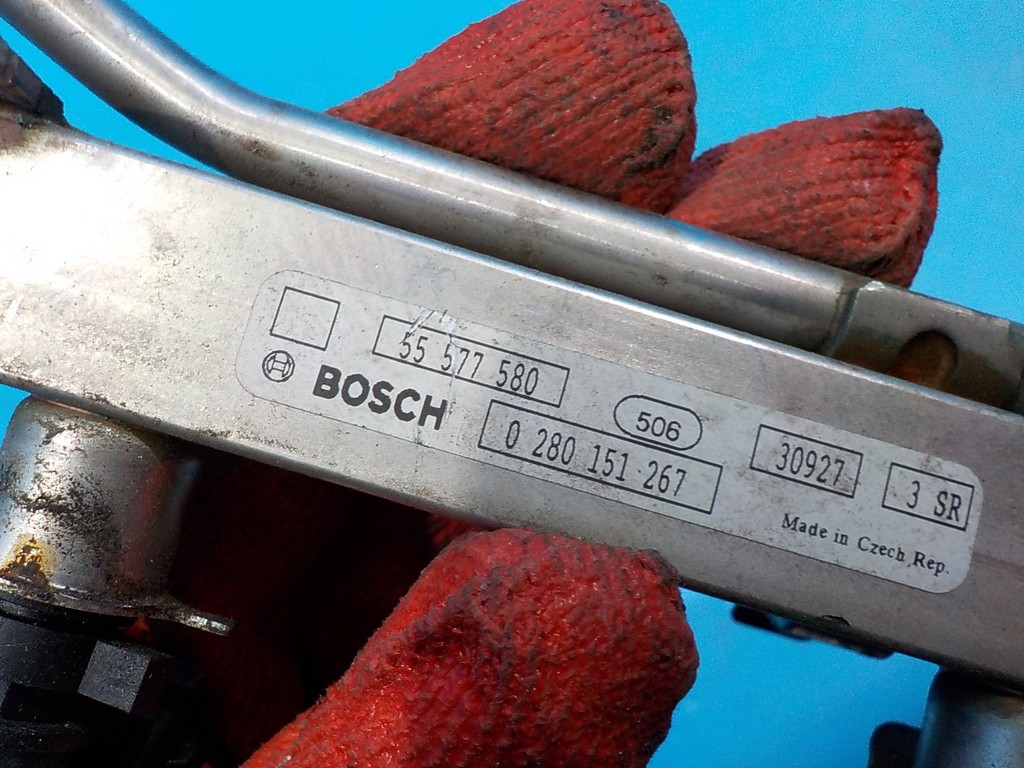 55 577 580
BOSCH
0 280 151 267
506
30927
3 SR
Made in Czech Rep.